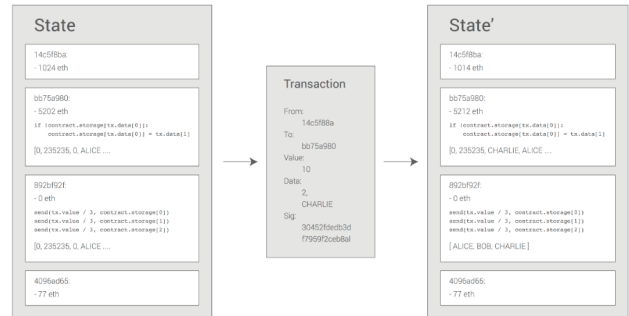 State
14c5f8ba:
- 1024 eth
bb75a980:
- 5202 eth
if !contract.storage[tx.data[0]]:
contract.storage[tx.data[0]] = tx.data[1]
[0, 235235, 0, ALICE ....
892bf92f:
- 0 eth
send(tx.value / 3, contract.storage[0])
send(tx.value / 3, contract.storage[1])
send(tx.value / 3, contract.storage[2])
[0, 235235, 0, ALICE ....
4096ad65:
- 77 eth
Transaction
From:
14c5f88a
To:
bb75a980
Value:
10
Data:
2,
CHARLIE
Sig:
30452fdedb3d
f7959f2ceb8a1
State’
14c5f8ba:
- 1014 eth
bb75a980:
- 5212 eth
if !contract.storage[tx.data[0]]:
contract.storage[tx.data[0]] = tx.data[1]
[0, 235235, CHARLIE, ALICE ....
892bf92f:
- 0 eth
send(tx.value / 3, contract.storage[0])
send(tx.value / 3, contract.storage[1])
send(tx.value / 3, contract.storage[2])
[ ALICE, BOB, CHARLIE ]
4096ad65:
- 77 eth